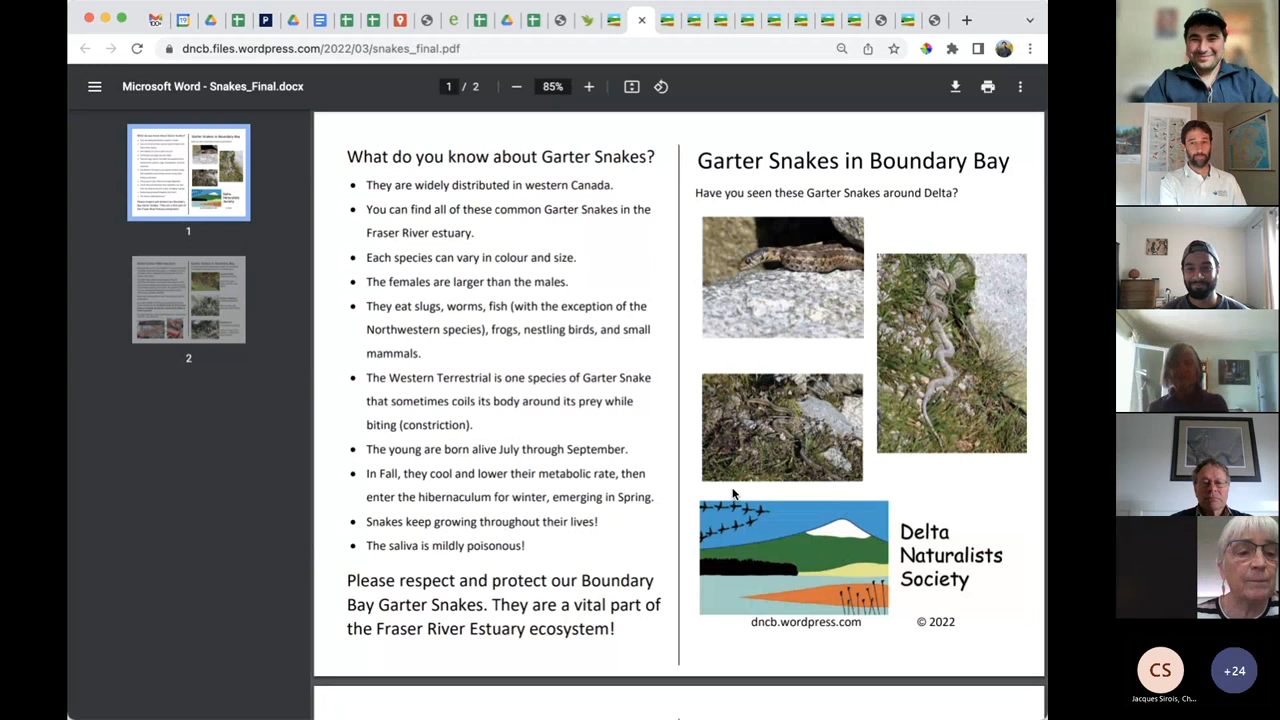 dncb.files.wordpress.com/2022/03/snakes_final.pdf
Microsoft Word - Snakes_Final.docx
1 / 2
85%
1
2
What do you know about Garter Snakes?
• They are widely distributed in western Canada.
• You can find all of these common Garter Snakes in the
Fraser River estuary.
• Each species can vary in colour and size.
• The females are larger than the males.
• They eat slugs, worms, fish (with the exception of the
Northwestern species), frogs, nestling birds, and small
mammals.
• The Western Terrestrial is one species of Garter Snake
that sometimes coils its body around its prey while
biting (constriction).
• The young are born alive July through September.
• In Fall, they cool and lower their metabolic rate, then
enter the hibernaculum for winter, emerging in Spring.
• Snakes keep growing throughout their lives!
• The saliva is mildly poisonous!
Please respect and protect our Boundary
Bay Garter Snakes. They are a vital part of
the Fraser River Estuary ecosystem!
Garter Snakes in Boundary Bay
Have you seen these Garter Snakes around Delta?
Delta
Naturalists
Society
dncb.wordpress.com © 2022
CS
+24
Jacques Sirois, Ch...